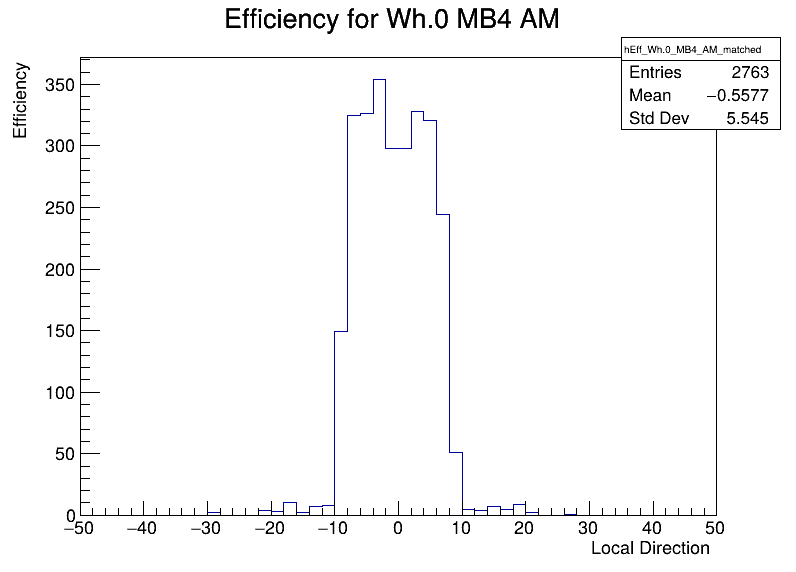 Efficiency for Wh.0 MB4 AM
hEff_Wh.0_MB4_AM_matched
Entries 2763
Mean −0.5577
Std Dev 5.545
Efficiency
350
300
250
200
150
100
50
0
−50 −40 −30 −20 −10 0 10 20 30 40 50
Local Direction